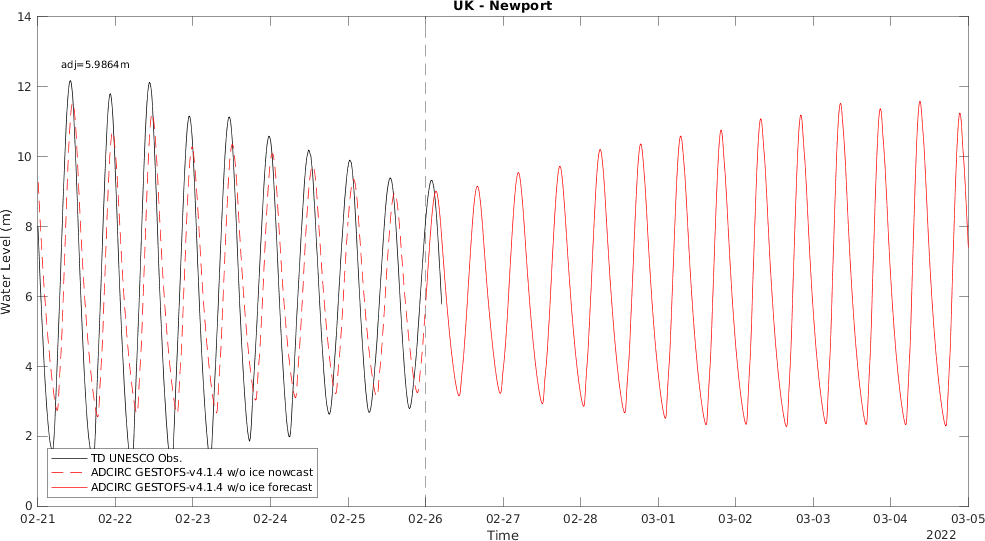 UK - Newport
14
adj=5.9864m
12
10
8
6
4
2
0
Water Level (m)
TD UNESCO Obs.
ADCIRC GESTOFS-v4.1.4 w/o ice nowcast
ADCIRC GESTOFS-v4.1.4 w/o ice forecast
02-21 02-22 02-23 02-24 02-25 02-26 02-27 02-28 03-01 03-02 03-03 03-04 03-05
Time
2022